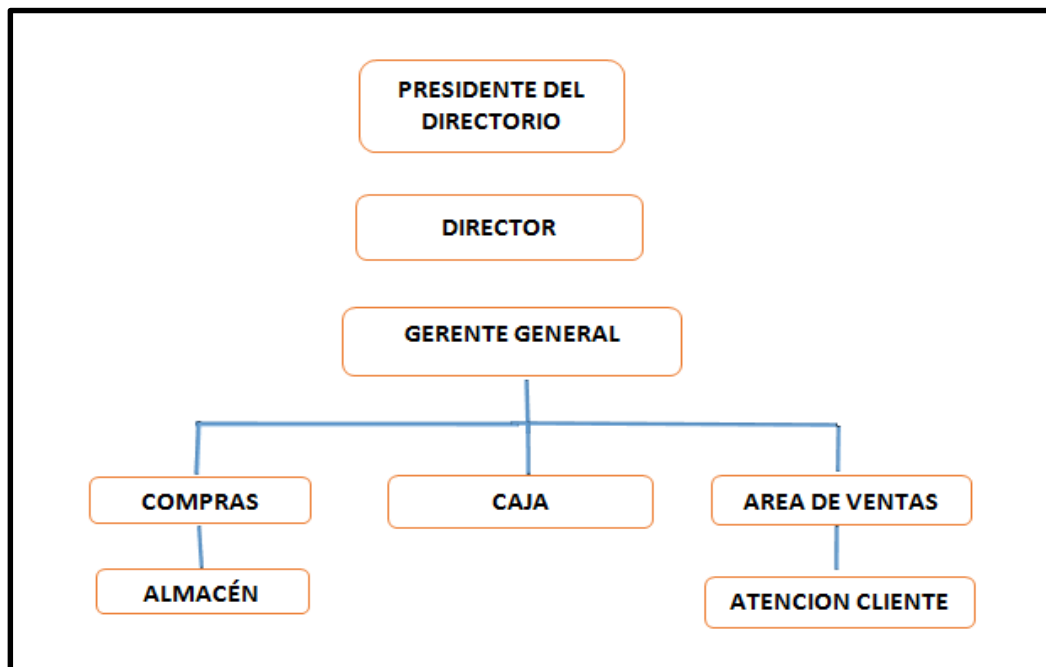 PRESIDENTE DEL
DIRECTORIO
DIRECTOR
GERENTE GENERAL
COMPRAS
CAJA
AREA DE VENTAS
ALMACÉN
ATENCION CLIENTE